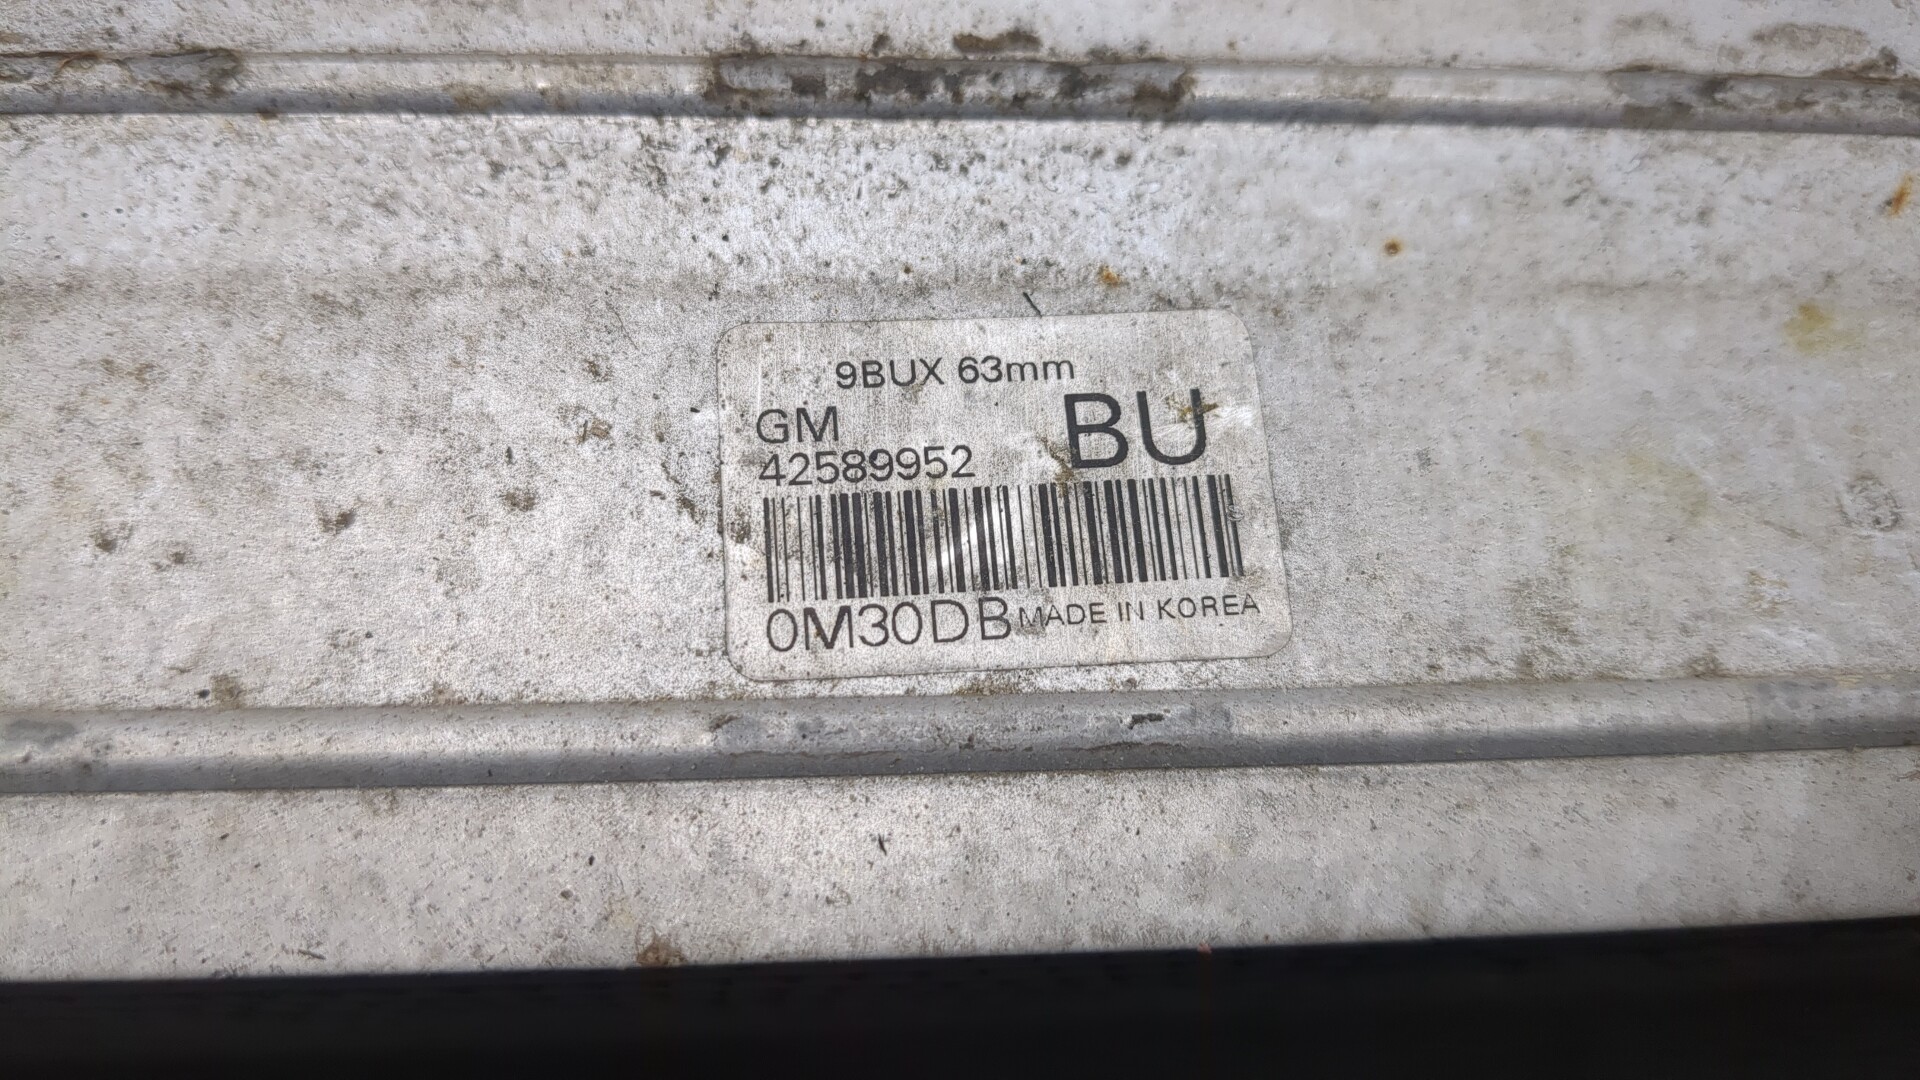 9BUX 63mm
GM
BU
42589952
0M30DB MADE IN KOREA